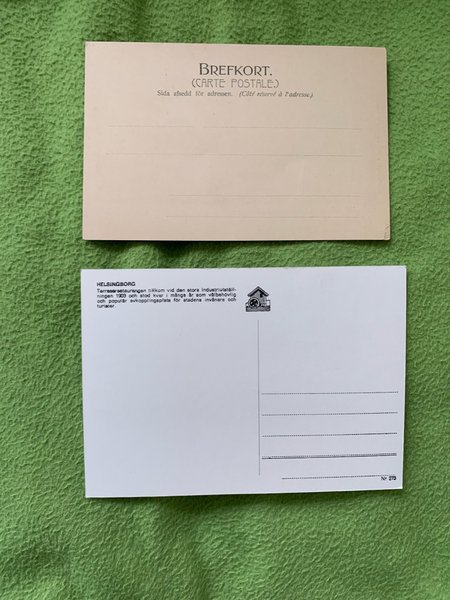 BREFKORT.
(CARTE POSTALE.)
Sida afsedd för adressen. (Côté réservé à l'adresse.)
HELSINGBORG
Terrassrestaurangen tillkom vid den stora industriutställ-
ningen 1903 och stod kvar i många år som välbehövlig
och populär avkopplingsplats för stadens invånare och
turister.
Nr 273